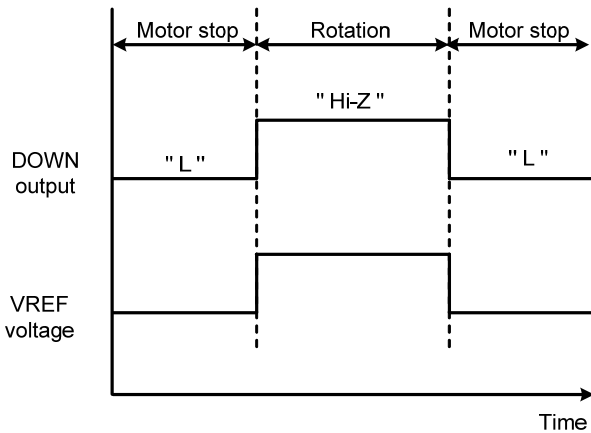 Motor stop
Rotation
Motor stop
" Hi-Z "
" L "
" L "
DOWN
output
VREF
voltage
Time